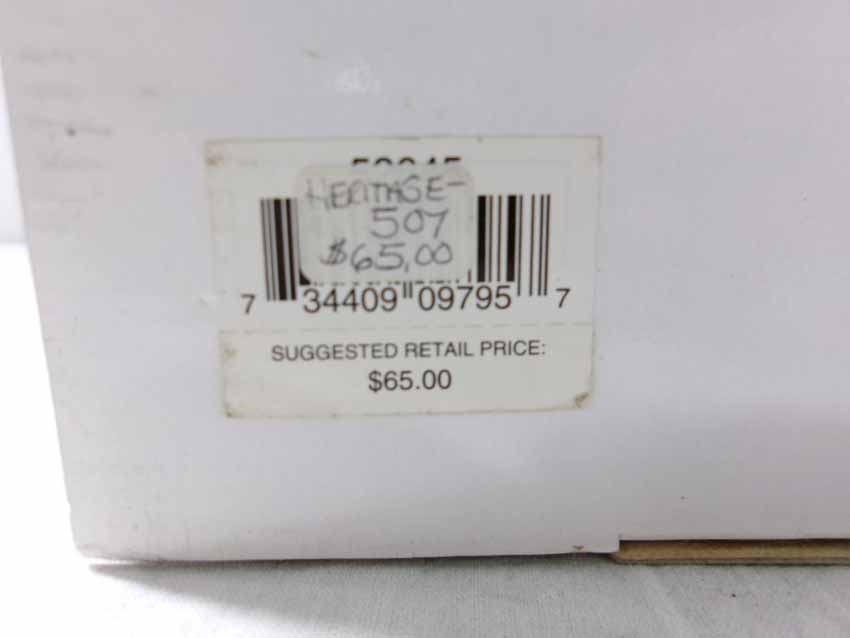 HERITAGE-
507
$65.00
7 34409 09795 7
SUGGESTED RETAIL PRICE:
$65.00